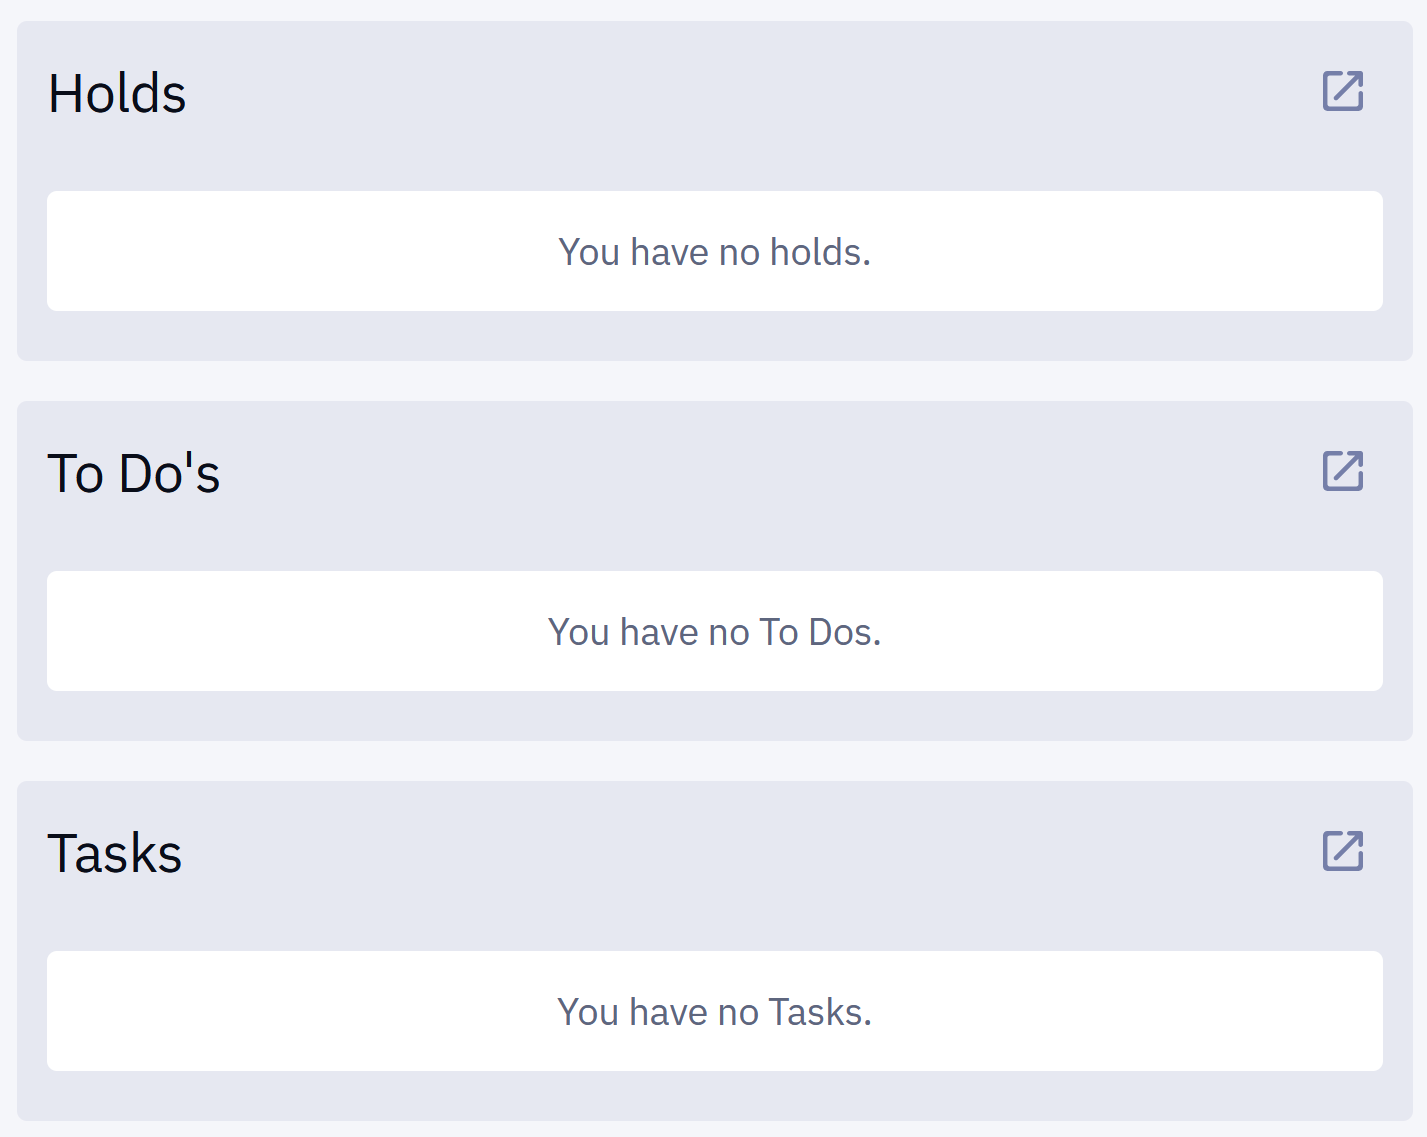 Holds
You have no holds.
To Do's
You have no To Dos.
Tasks
You have no Tasks.